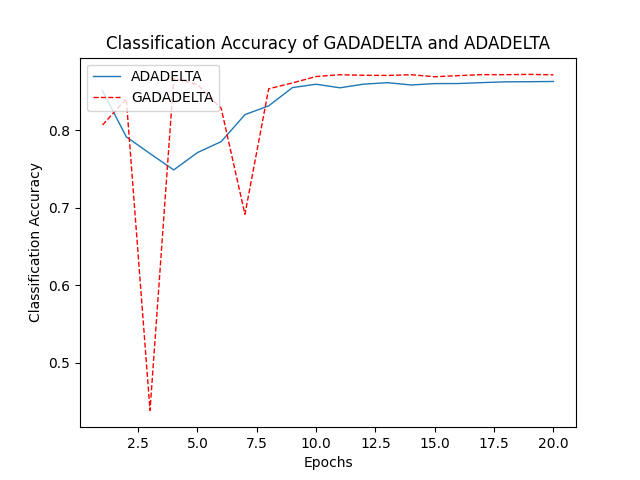 Classification Accuracy of GADADELTA and ADADELTA
ADADELTA
GADADELTA
Classification Accuracy
0.8
0.7
0.6
0.5
2.5 5.0 7.5 10.0 12.5 15.0 17.5 20.0
Epochs